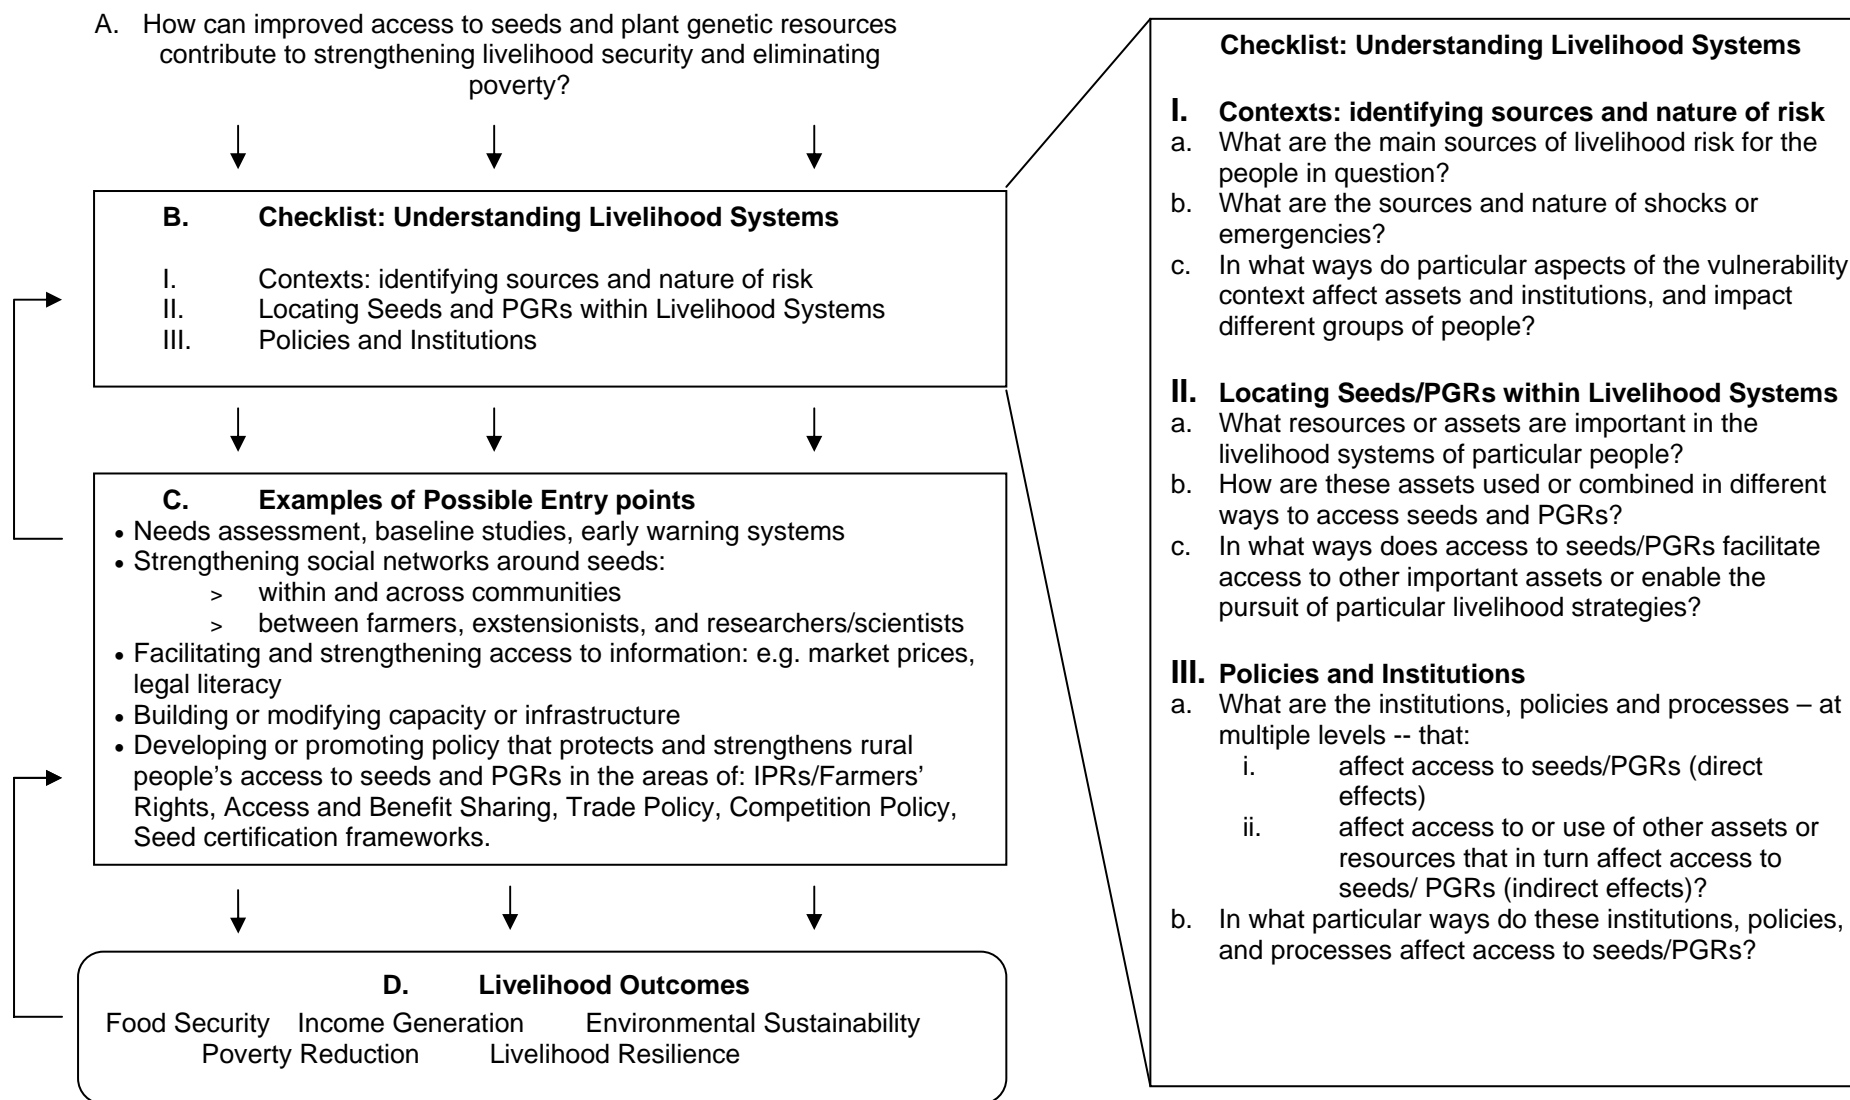 A. How can improved access to seeds and plant genetic resources
contribute to strengthening livelihood security and eliminating
poverty?
B. Checklist: Understanding Livelihood Systems
I. Contexts: identifying sources and nature of risk
II. Locating Seeds and PGRs within Livelihood Systems
III. Policies and Institutions
C. Examples of Possible Entry points
• Needs assessment, baseline studies, early warning systems
• Strengthening social networks around seeds:
> within and across communities
> between farmers, exstensionists, and researchers/scientists
• Facilitating and strengthening access to information: e.g. market prices,
legal literacy
• Building or modifying capacity or infrastructure
• Developing or promoting policy that protects and strengthens rural
people’s access to seeds and PGRs in the areas of: IPRs/Farmers’
Rights, Access and Benefit Sharing, Trade Policy, Competition Policy,
Seed certification frameworks.
D. Livelihood Outcomes
Food Security Income Generation Environmental Sustainability
Poverty Reduction Livelihood Resilience
Checklist: Understanding Livelihood Systems
I. Contexts: identifying sources and nature of risk
a. What are the main sources of livelihood risk for the
people in question?
b. What are the sources and nature of shocks or
emergencies?
c. In what ways do particular aspects of the vulnerability
context affect assets and institutions, and impact
different groups of people?
II. Locating Seeds/PGRs within Livelihood Systems
a. What resources or assets are important in the
livelihood systems of particular people?
b. How are these assets used or combined in different
ways to access seeds and PGRs?
c. In what ways does access to seeds/PGRs facilitate
access to other important assets or enable the
pursuit of particular livelihood strategies?
III. Policies and Institutions
a. What are the institutions, policies and processes – at
multiple levels -- that:
i. affect access to seeds/PGRs (direct
effects)
ii. affect access to or use of other assets or
resources that in turn affect access to
seeds/ PGRs (indirect effects)?
b. In what particular ways do these institutions, policies,
and processes affect access to seeds/PGRs?